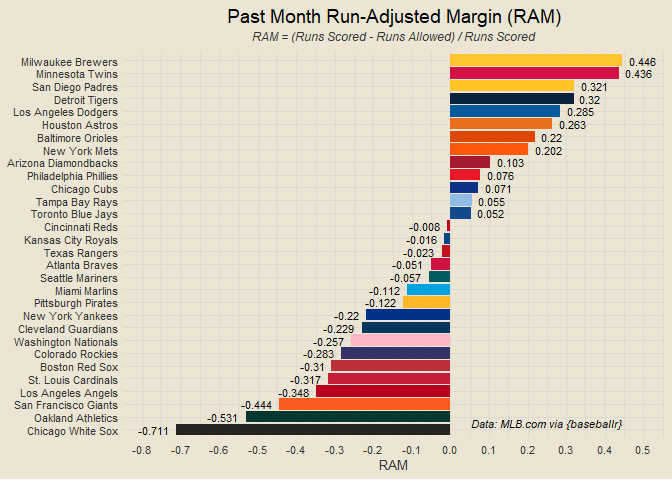 Past Month Run-Adjusted Margin (RAM)
RAM = (Runs Scored - Runs Allowed) / Runs Scored
Milwaukee Brewers 0.446
Minnesota Twins 0.436
San Diego Padres 0.321
Detroit Tigers 0.32
Los Angeles Dodgers 0.285
Houston Astros 0.263
Baltimore Orioles 0.22
New York Mets 0.202
Arizona Diamondbacks 0.103
Philadelphia Phillies 0.076
Chicago Cubs 0.071
Tampa Bay Rays 0.055
Toronto Blue Jays 0.052
Cincinnati Reds -0.008
Kansas City Royals -0.016
Texas Rangers -0.023
Atlanta Braves -0.051
Seattle Mariners -0.057
Miami Marlins -0.112
Pittsburgh Pirates -0.122
New York Yankees -0.22
Cleveland Guardians -0.229
Washington Nationals -0.257
Colorado Rockies -0.283
Boston Red Sox -0.31
St. Louis Cardinals -0.317
Los Angeles Angels -0.348
San Francisco Giants -0.444
Oakland Athletics -0.531
Chicago White Sox -0.711
Data: MLB.com via {baseballr}
-0.8 -0.7 -0.6 -0.5 -0.4 -0.3 -0.2 -0.1 0.0 0.1 0.2 0.3 0.4 0.5
RAM